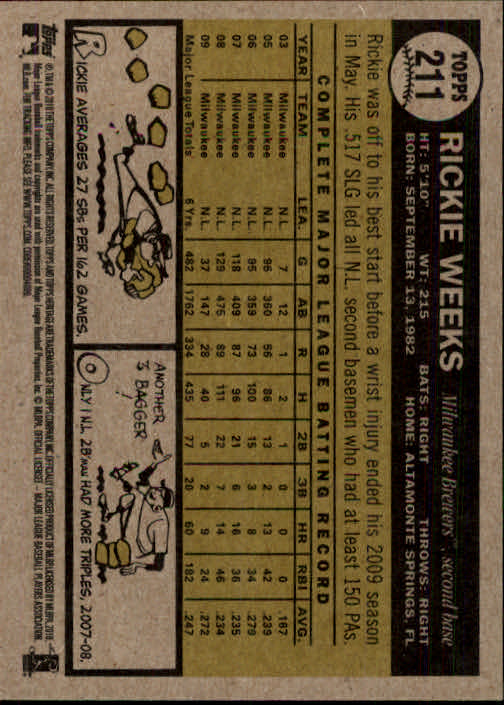 TOPPS
211
RICKIE WEEKS Milwaukee Brewers, second base
HT: 5'10" WT: 215 BATS: RIGHT THROWS: RIGHT
BORN: SEPTEMBER 13, 1982 HOME: ALTAMONTE SPRINGS, FL
Rickie was off to his best start before a wrist injury ended his 2009 season
in May. His .517 SLG led all N.L. second basemen who had at least 150 PAs.
COMPLETE MAJOR LEAGUE BATTING RECORD
YEAR TEAM LEA. G AB R H 2B 3B HR RBI AVG.
03 Milwaukee N.L. 7 12 1 2 1 0 0 0 .167
05 Milwaukee N.L. 96 360 56 86 13 2 13 42 .239
06 Milwaukee N.L. 95 359 73 100 15 3 8 34 .279
07 Milwaukee N.L. 118 409 87 96 21 6 16 36 .235
08 Milwaukee N.L. 129 475 89 111 22 7 14 46 .234
09 Milwaukee N.L. 37 147 28 40 5 2 9 24 .272
Major League Totals 6 Yrs. 482 1762 334 435 77 20 60 182 .247
RICKIE AVERAGES 27 SBs PER 162 GAMES.
ANOTHER
3 BAGGER!
ONLY 1 N.L. 2B'MAN HAD MORE TRIPLES, 2007-08.
Topps